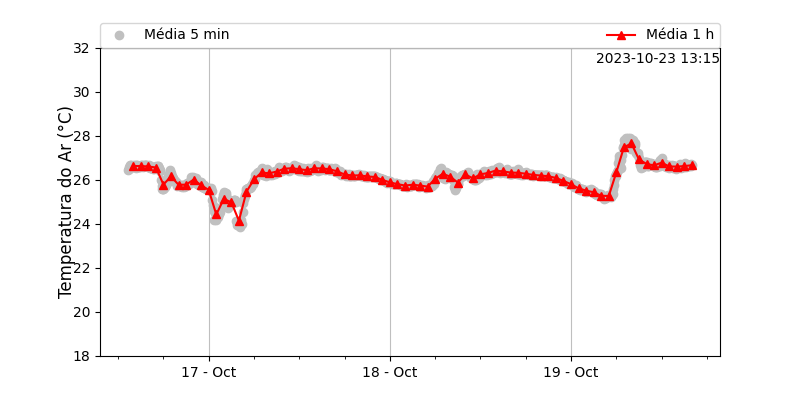 Média 5 min
Média 1 h
2023-10-23 13:15
Temperatura do Ar (°C)
32
30
28
26
24
22
20
18
17 - Oct
18 - Oct
19 - Oct